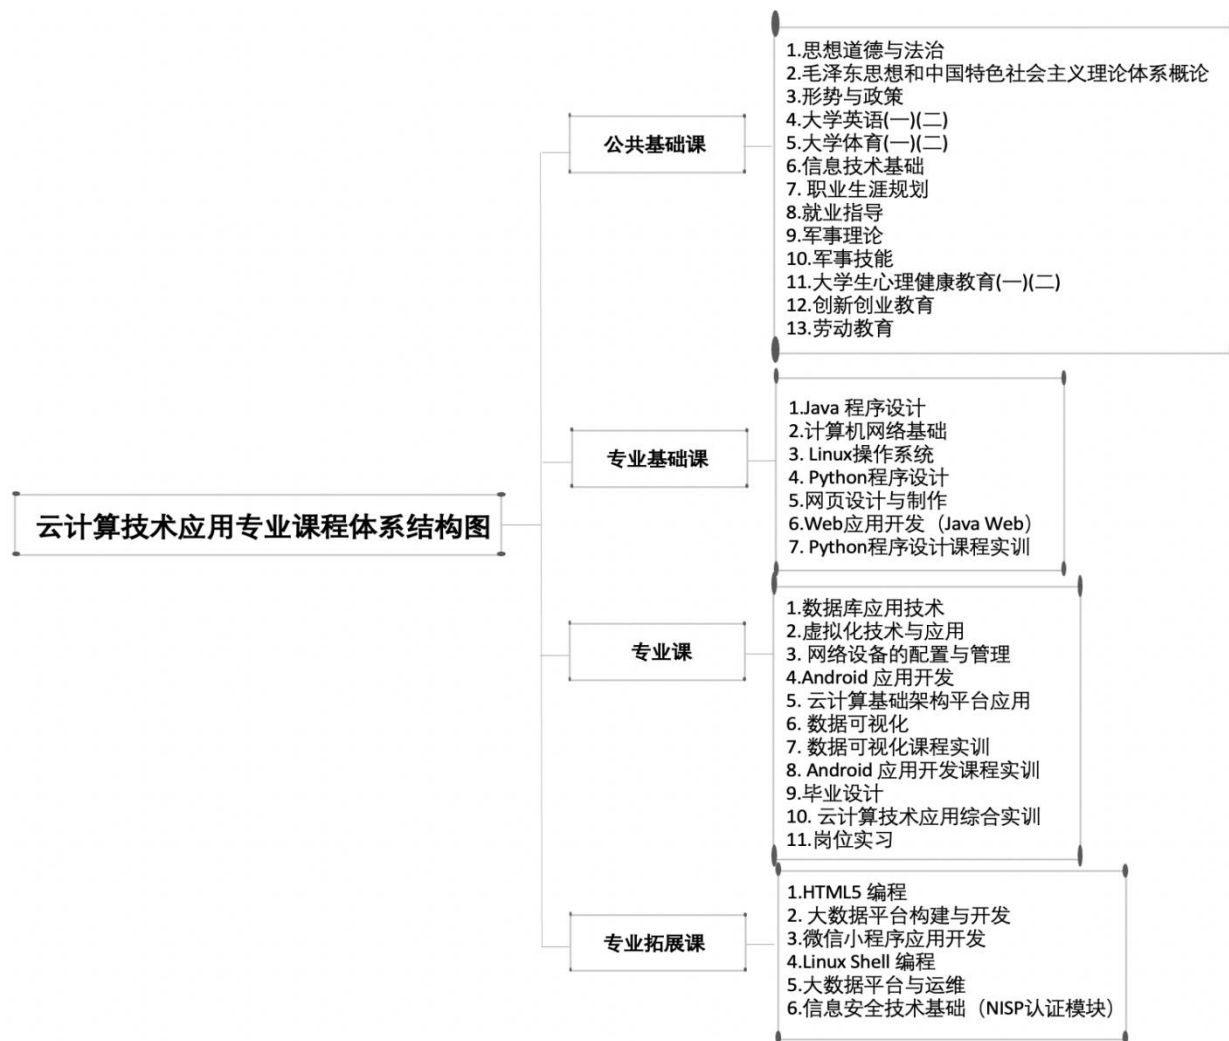 云计算技术应用专业课程体系结构图
公共基础课
1.思想道德与法治
2.毛泽东思想和中国特色社会主义理论体系概论
3.形势与政策
4.大学英语(一)(二)
5.大学体育(一)(二)
6.信息技术基础
7. 职业生涯规划
8.就业指导
9.军事理论
10.军事技能
11.大学生心理健康教育(一)(二)
12.创新创业教育
13.劳动教育
专业基础课
1.Java 程序设计
2.计算机网络基础
3. Linux操作系统
4. Python程序设计
5.网页设计与制作
6.Web应用开发（Java Web）
7. Python程序设计课程实训
专业课
1.数据库应用技术
2.虚拟化技术与应用
3. 网络设备的配置与管理
4.Android 应用开发
5. 云计算基础架构平台应用
6. 数据可视化
7. 数据可视化课程实训
8. Android 应用开发课程实训
9.毕业设计
10. 云计算技术应用综合实训
11.岗位实习
专业拓展课
1.HTML5 编程
2. 大数据平台构建与开发
3.微信小程序应用开发
4.Linux Shell 编程
5.大数据平台与运维
6.信息安全技术基础（NISP认证模块）